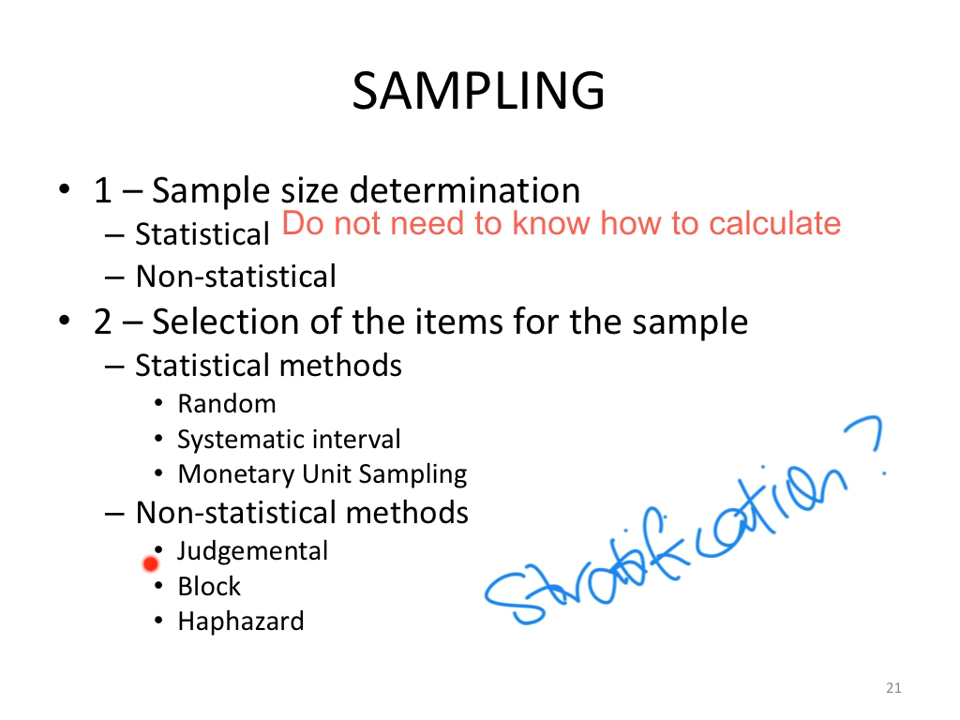 SAMPLING
• 1 – Sample size determination
– Statistical Do not need to know how to calculate
– Non-statistical
• 2 – Selection of the items for the sample
– Statistical methods
• Random
• Systematic interval
• Monetary Unit Sampling
– Non-statistical methods
• Judgemental
• Block
• Haphazard
Stratification?
21